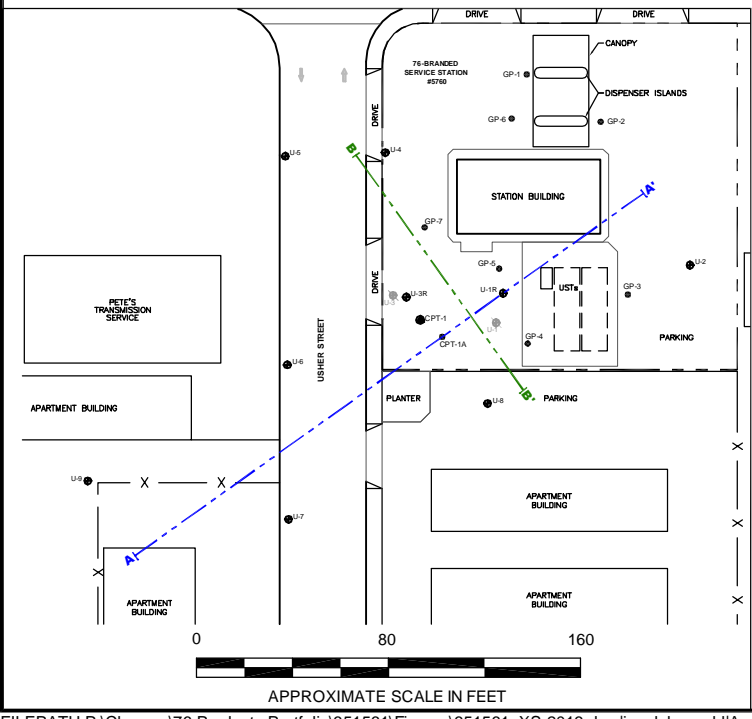 DRIVE
DRIVE
CANOPY
76-BRANDED
SERVICE STATION
#5760
GP-1
DISPENSER ISLANDS
DRIVE
GP-6
GP-2
U-5
B
U-4
STATION BUILDING
A'
GP-7
U-2
GP-5
DRIVE
U-3
U-3R
U-1R
USTs
GP-3
PETE'S
TRANSMISSION
SERVICE
CPT-1
U-1
CPT-1A
GP-4
PARKING
USHER STREET
U-6
APARTMENT BUILDING
PLANTER
U-8
B'
PARKING
U-9
X
X
X
APARTMENT
BUILDING
U-7
A
X
X
APARTMENT
BUILDING
APARTMENT
BUILDING
X
0
80
160
APPROXIMATE SCALE IN FEET